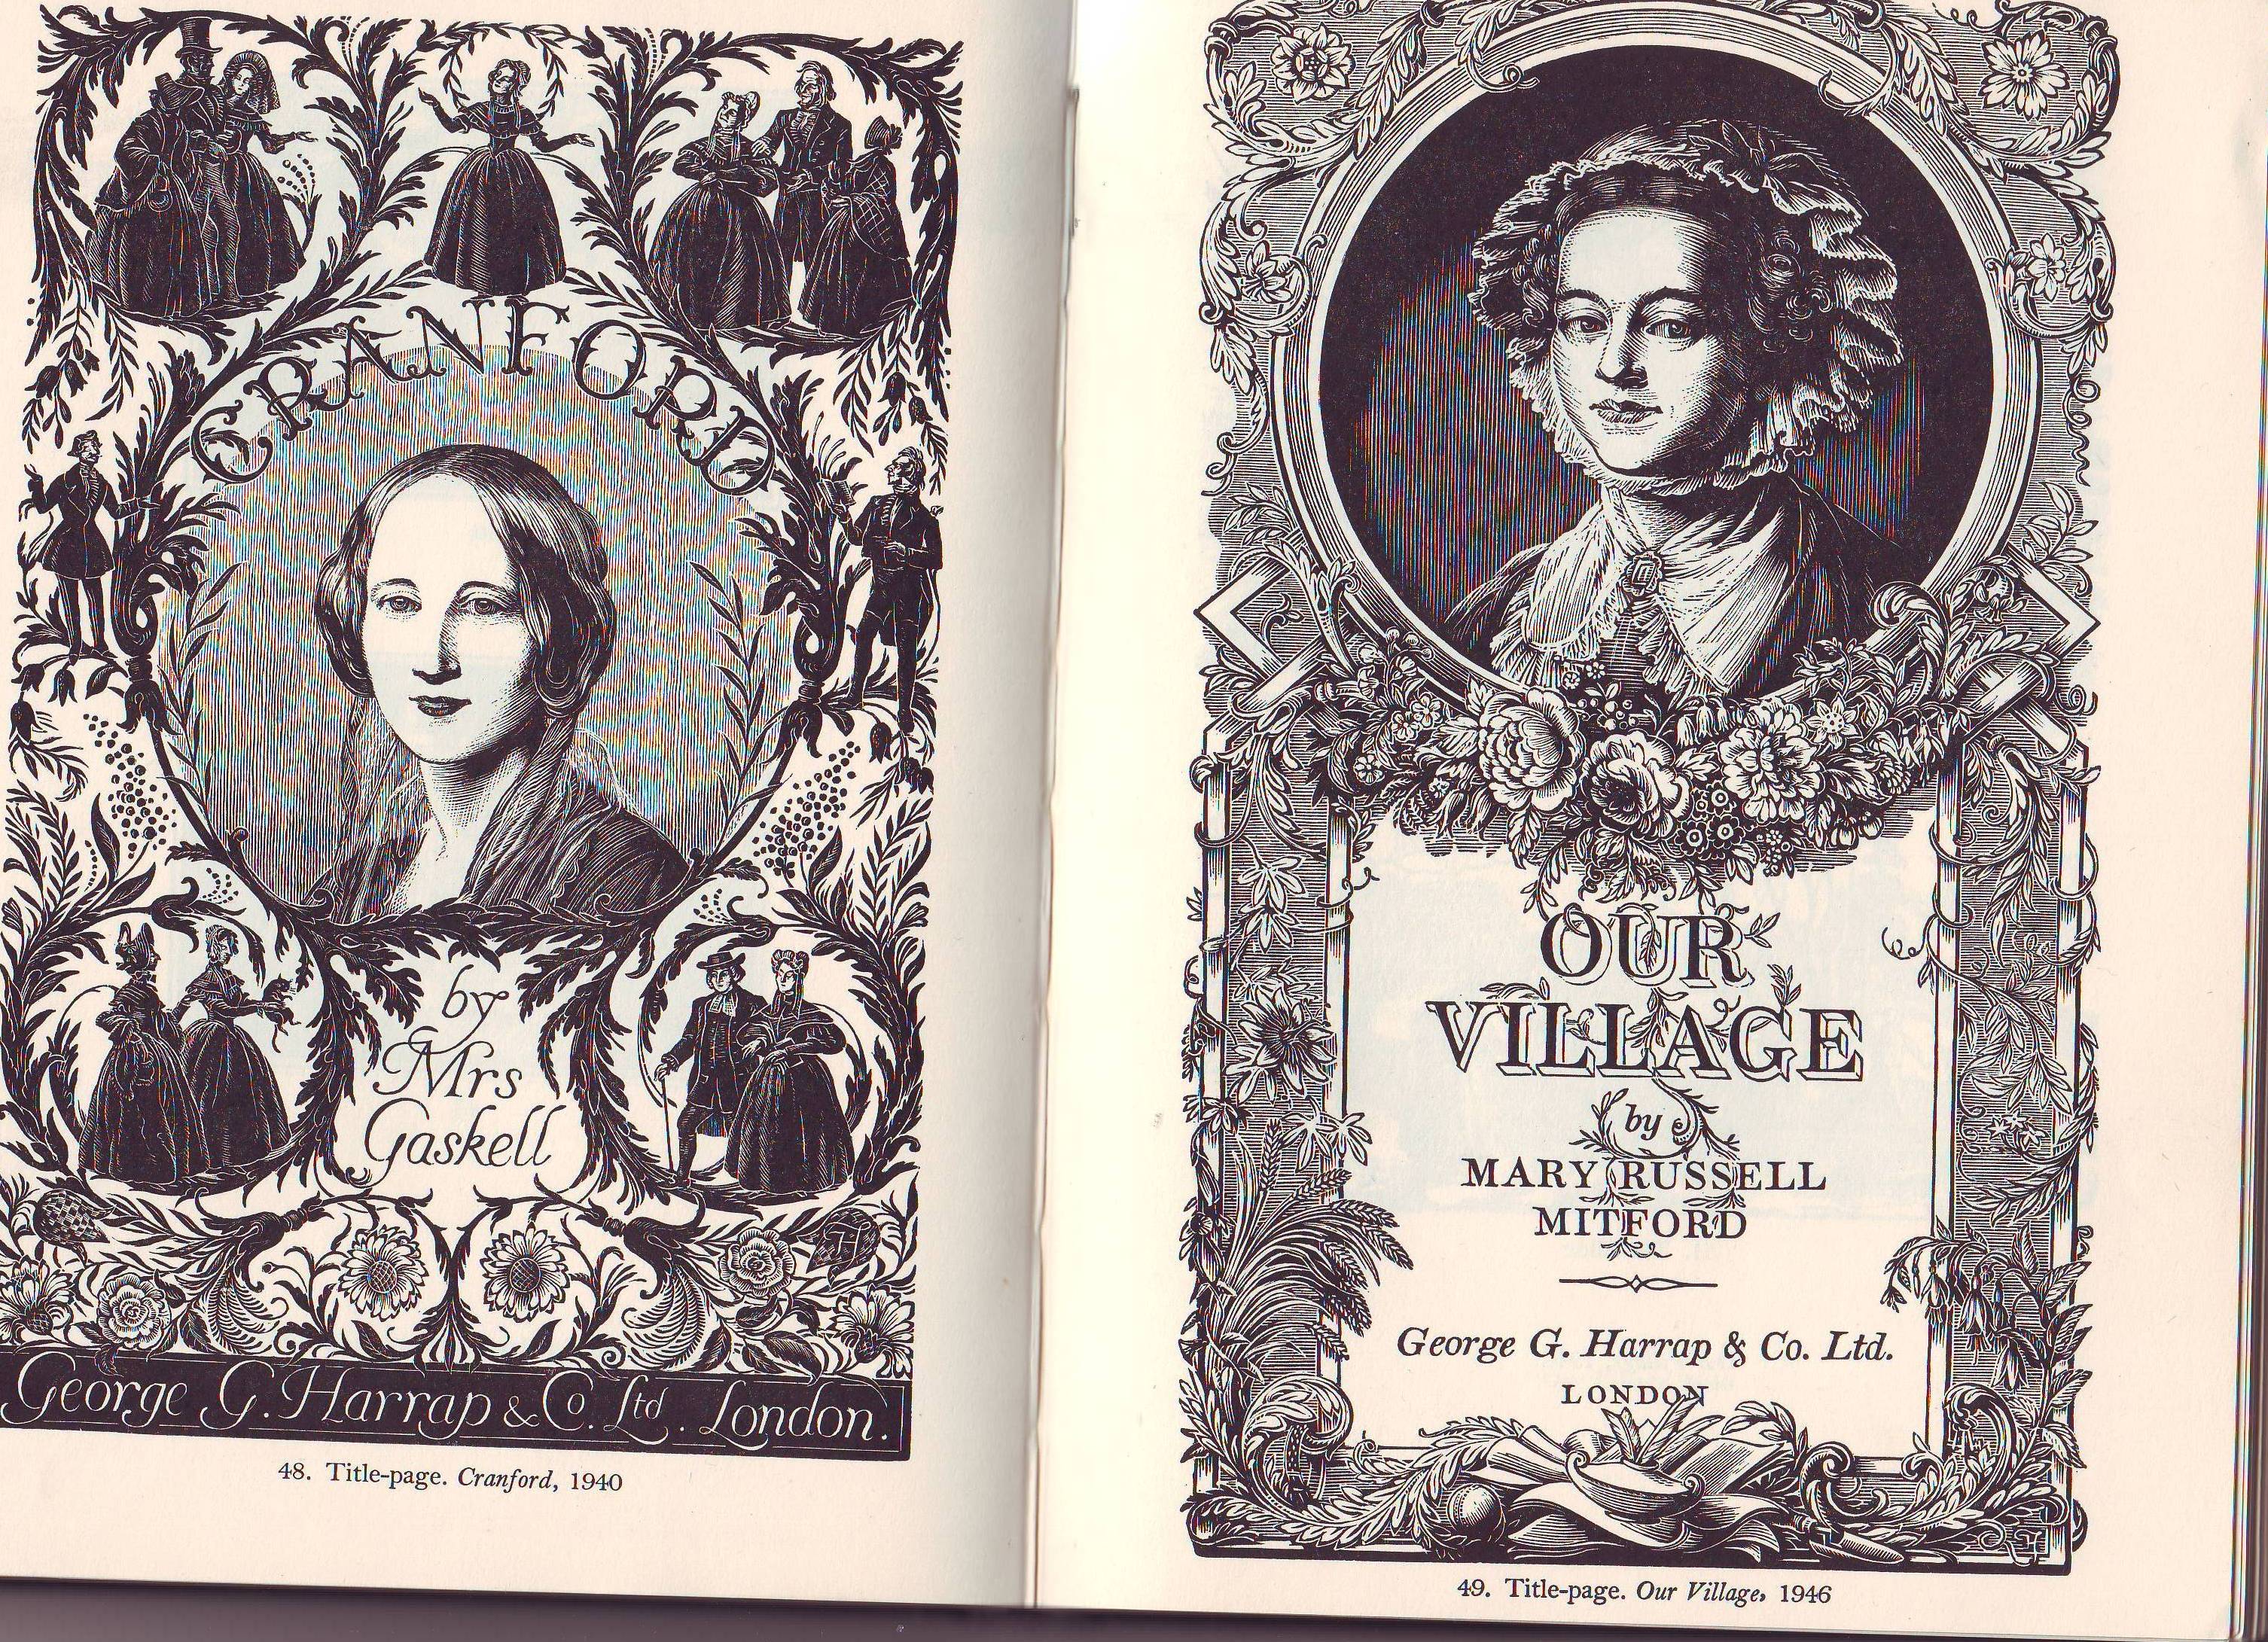 CRANFORD
by
Mrs
Gaskell
George G. Harrap & Co. Ltd. London.
48. Title-page. Cranford, 1940
OUR
VILLAGE
by
MARY RUSSELL
MITFORD
George G. Harrap & Co. Ltd.
LONDON
49. Title-page. Our Village, 1946